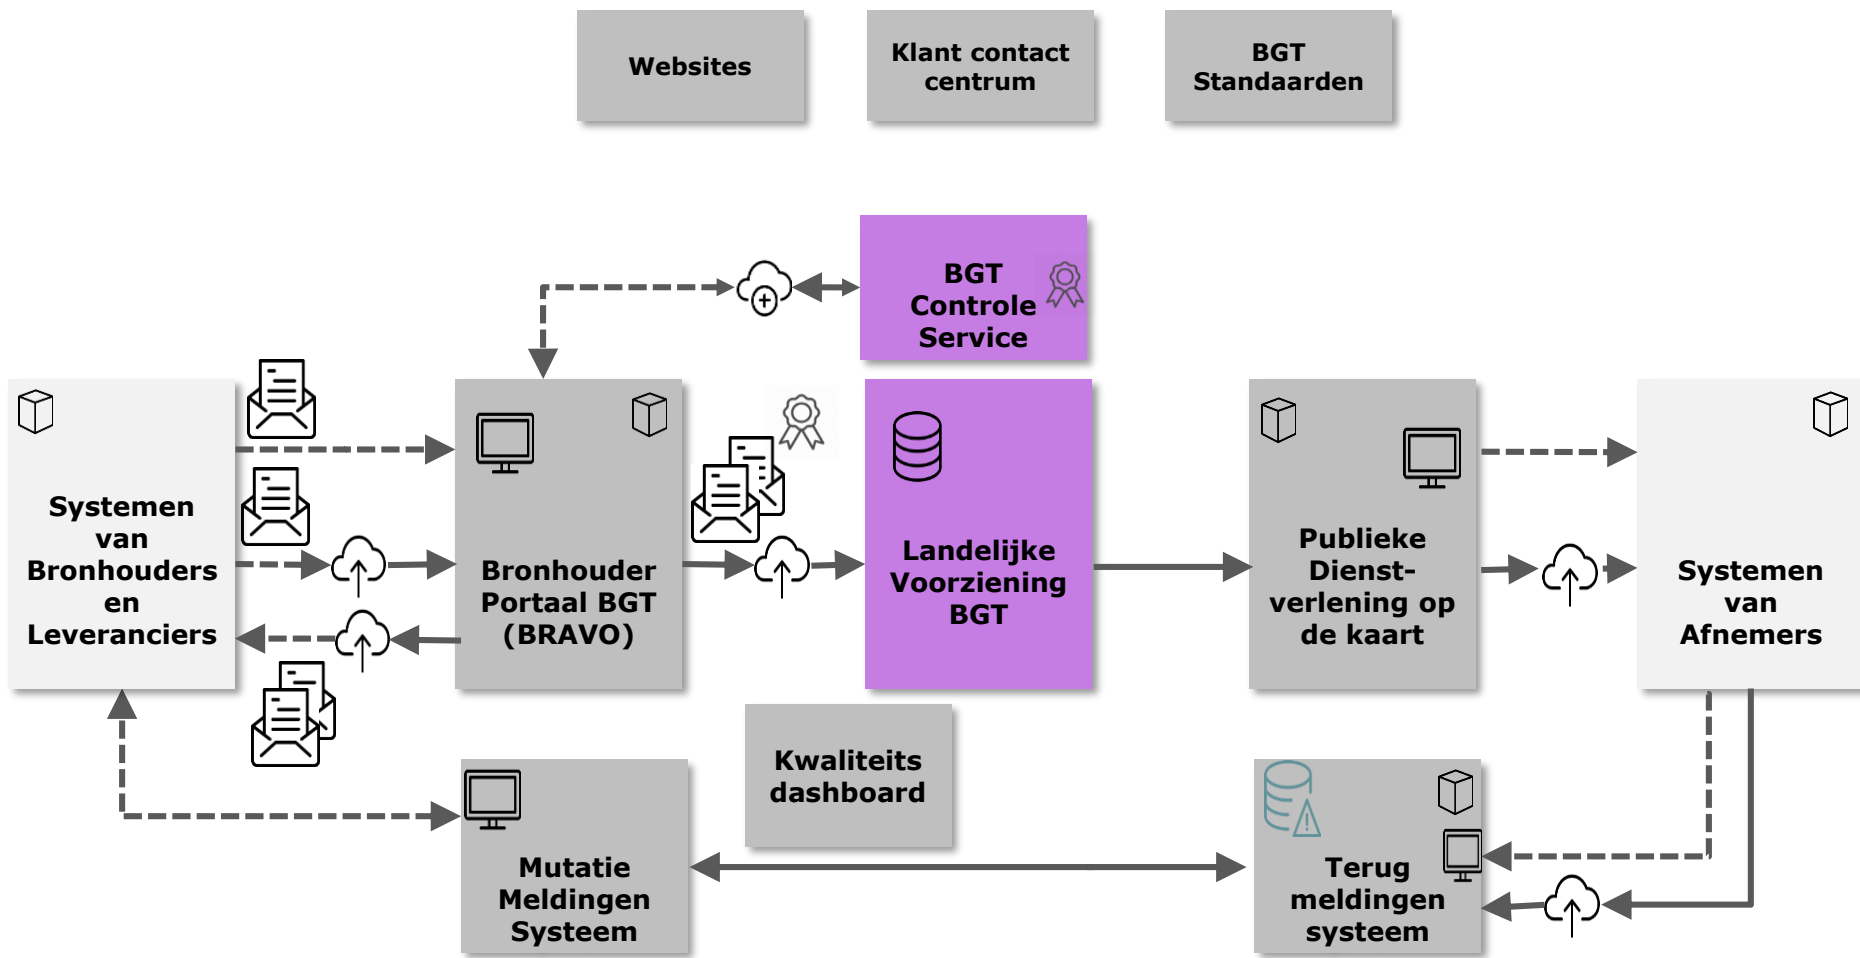 Websites
Klant contact
centrum
BGT
Standaarden
BGT
Controle
Service
Systemen
van
Bronhouders
en
Leveranciers
Bronhouder
Portaal BGT
(BRAVO)
Landelijke
Voorziening
BGT
Publieke
Dienst-
verlening op
de kaart
Systemen
van
Afnemers
Kwaliteits
dashboard
Mutatie
Meldingen
Systeem
Terug
meldingen
systeem